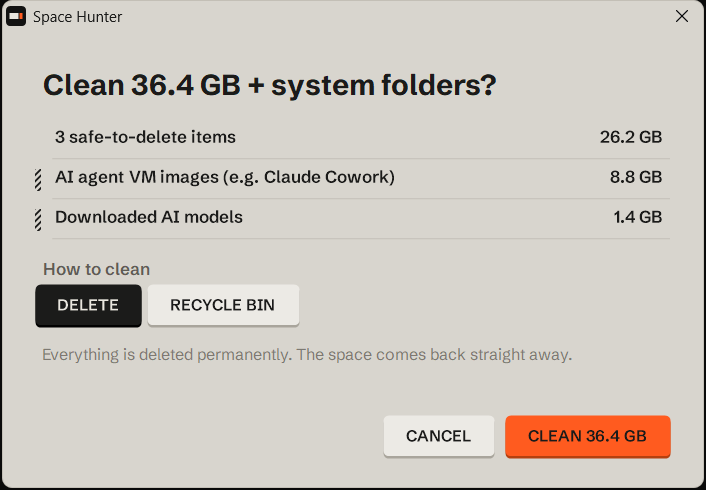 Space Hunter
Clean 36.4 GB + system folders?
3 safe-to-delete items 26.2 GB
AI agent VM images (e.g. Claude Cowork) 8.8 GB
Downloaded AI models 1.4 GB
How to clean
DELETE RECYCLE BIN
Everything is deleted permanently. The space comes back straight away.
CANCEL CLEAN 36.4 GB